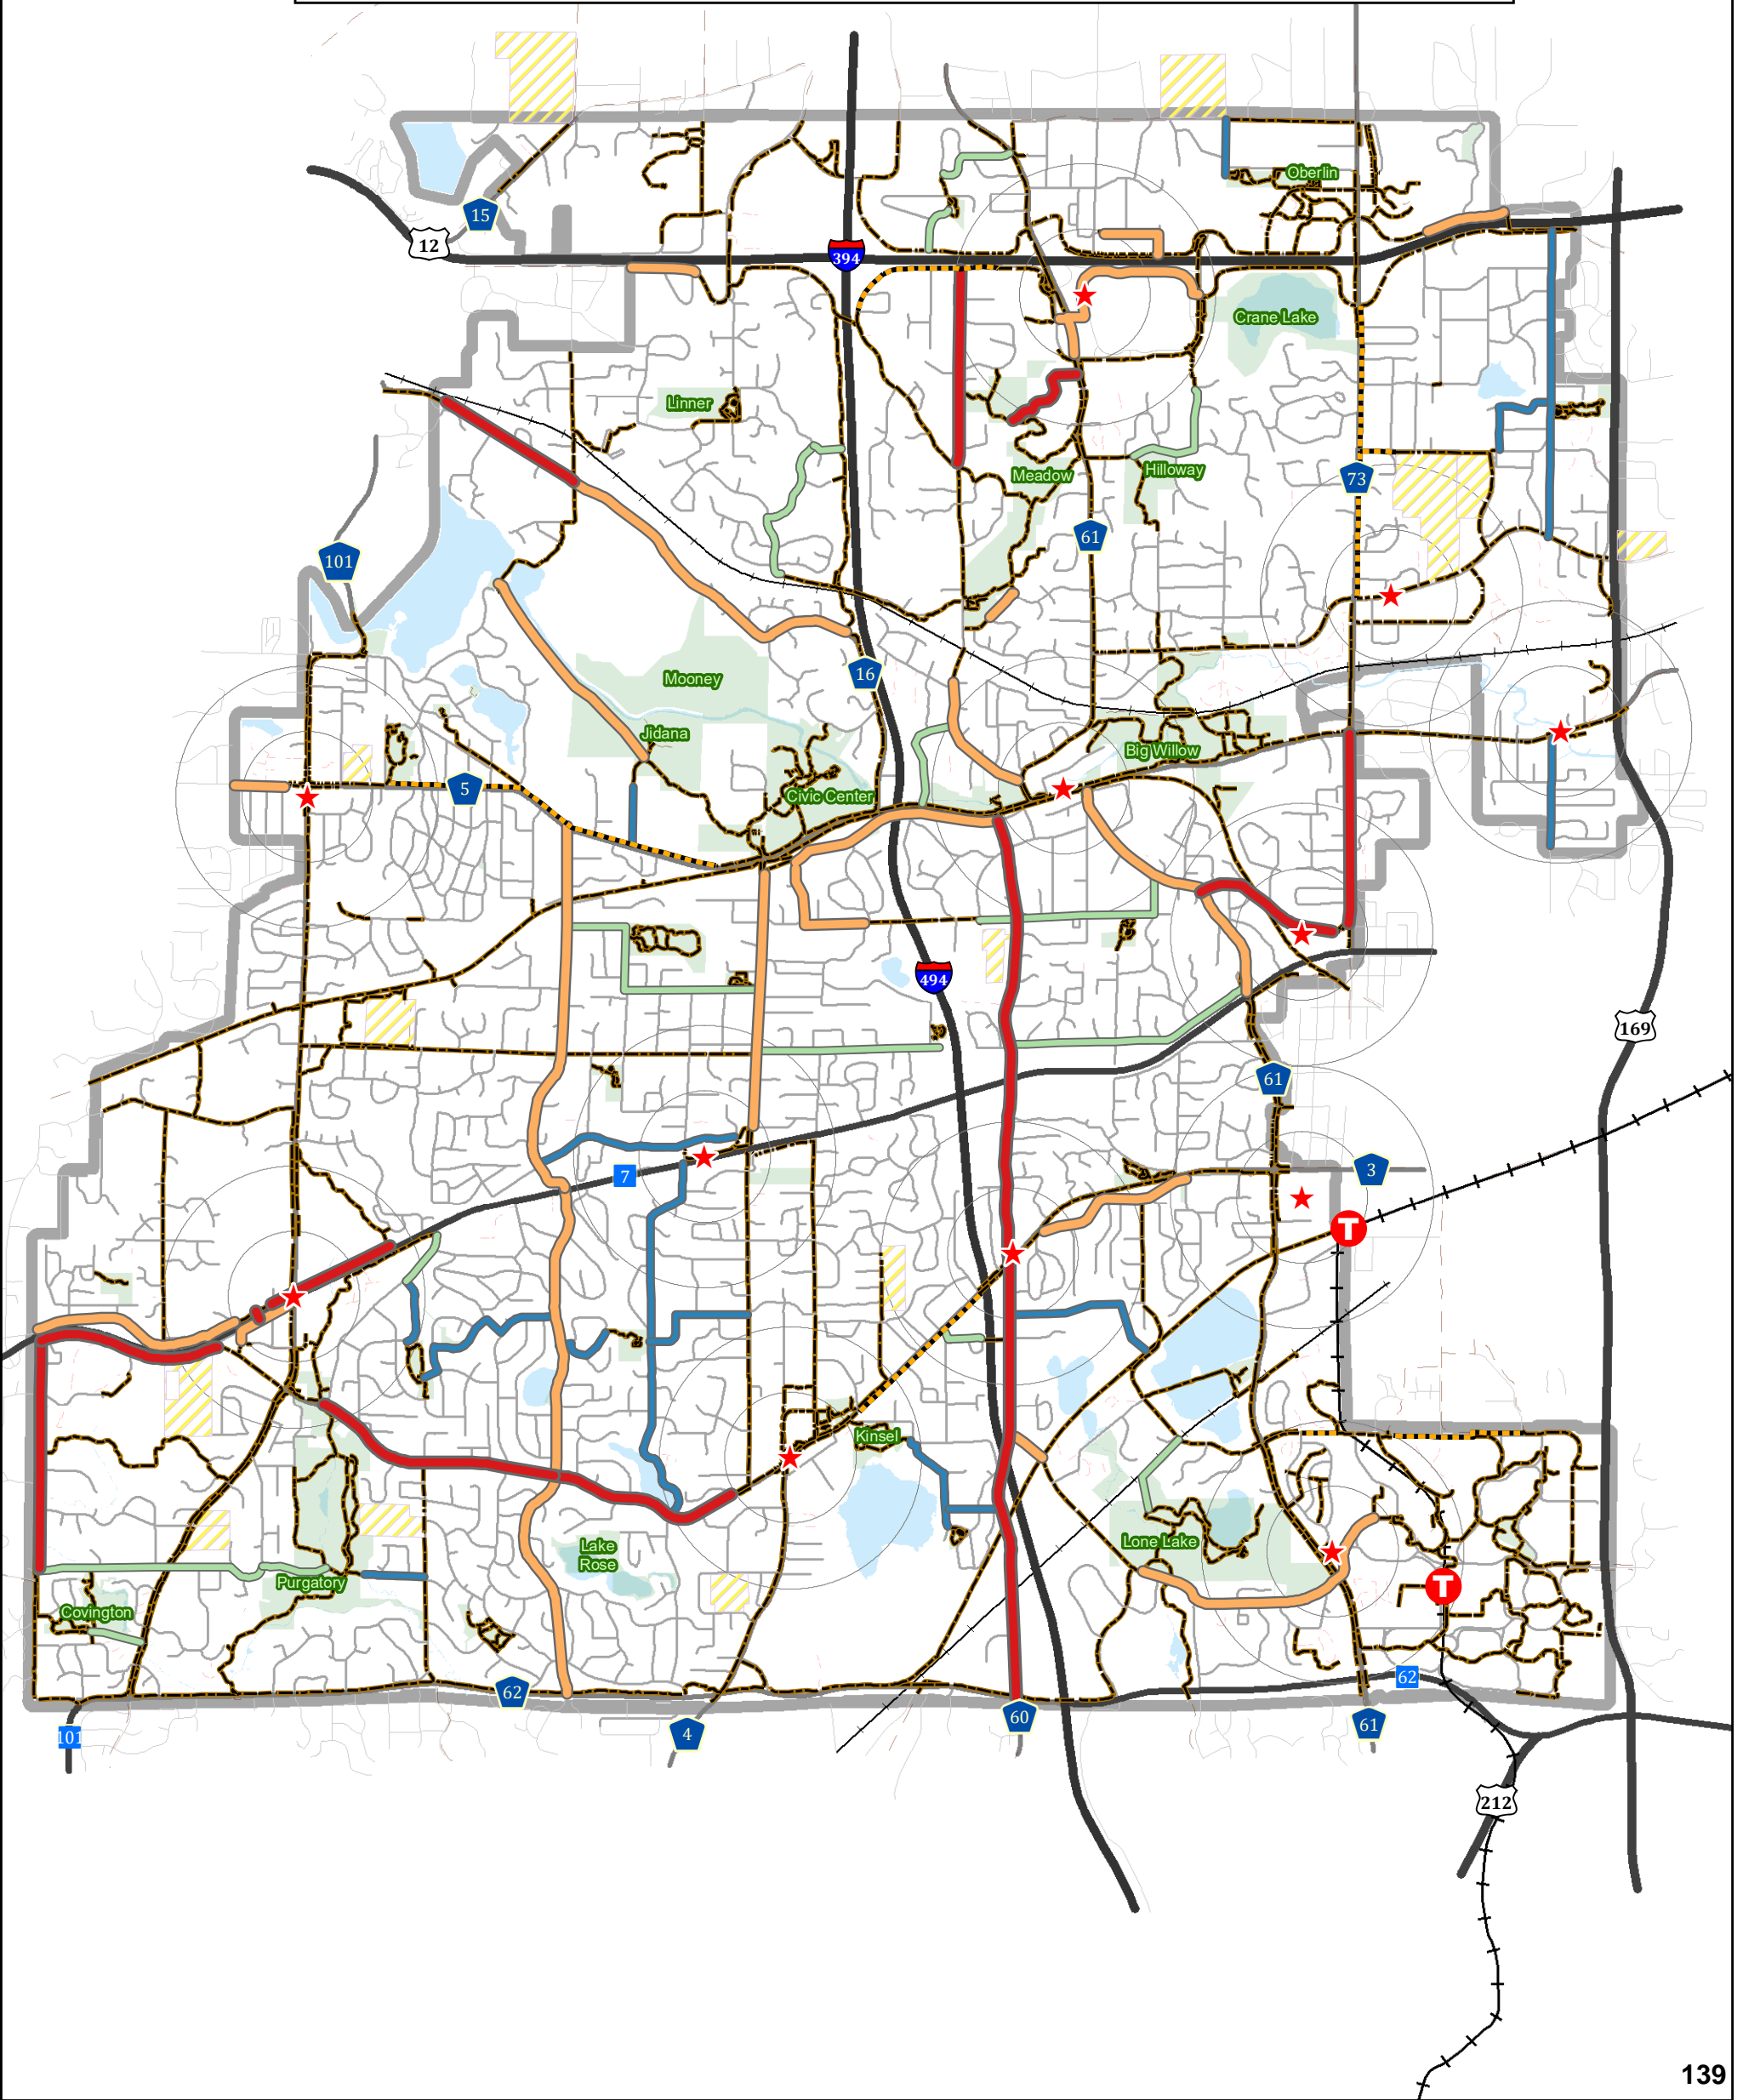 Oberlin
15
12
394
Crane Lake
Linner
Meadow
Hilloway
73
61
101
16
Mooney
Jidana
Big Willow
5
Civic Center
494
169
61
7
3
Kinsel
Lone Lake
Lake
Rose
Purgatory
Covington
62
62
60
4
61
101
212
T
T
139